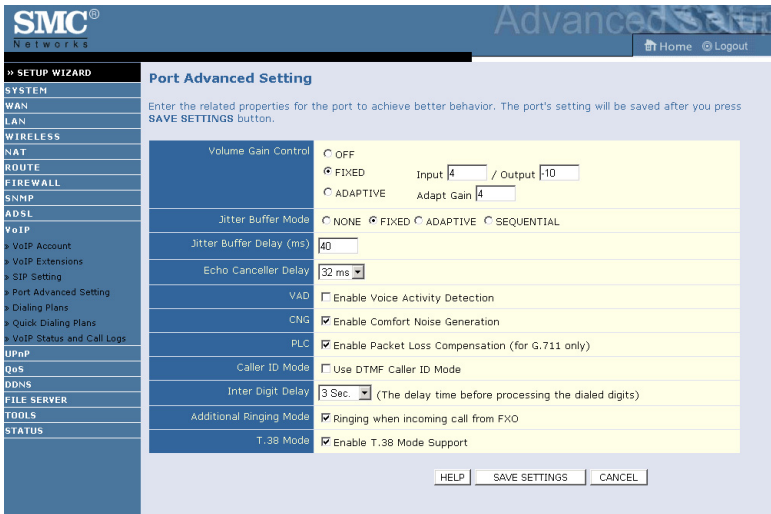 SMC®
Networks
Advanced Setup
Home Logout
» SETUP WIZARD
SYSTEM
WAN
LAN
WIRELESS
NAT
ROUTE
FIREWALL
SNMP
ADSL
VoIP
» VoIP Account
» VoIP Extensions
» SIP Setting
» Port Advanced Setting
» Dialing Plans
» Quick Dialing Plans
» VoIP Status and Call Logs
UPnP
QoS
DDNS
FILE SERVER
TOOLS
STATUS
Port Advanced Setting
Enter the related properties for the port to achieve better behavior. The port's setting will be saved after you press
SAVE SETTINGS button.
Volume Gain Control
OFF
FIXED Input 4 / Output -10
ADAPTIVE Adapt Gain 4
Jitter Buffer Mode NONE FIXED ADAPTIVE SEQUENTIAL
Jitter Buffer Delay (ms) 40
Echo Canceller Delay 32 ms
VAD Enable Voice Activity Detection
CNG Enable Comfort Noise Generation
PLC Enable Packet Loss Compensation (for G.711 only)
Caller ID Mode Use DTMF Caller ID Mode
Inter Digit Delay 3 Sec. (The delay time before processing the dialed digits)
Additional Ringing Mode Ringing when incoming call from FXO
T.38 Mode Enable T.38 Mode Support
HELP SAVE SETTINGS CANCEL